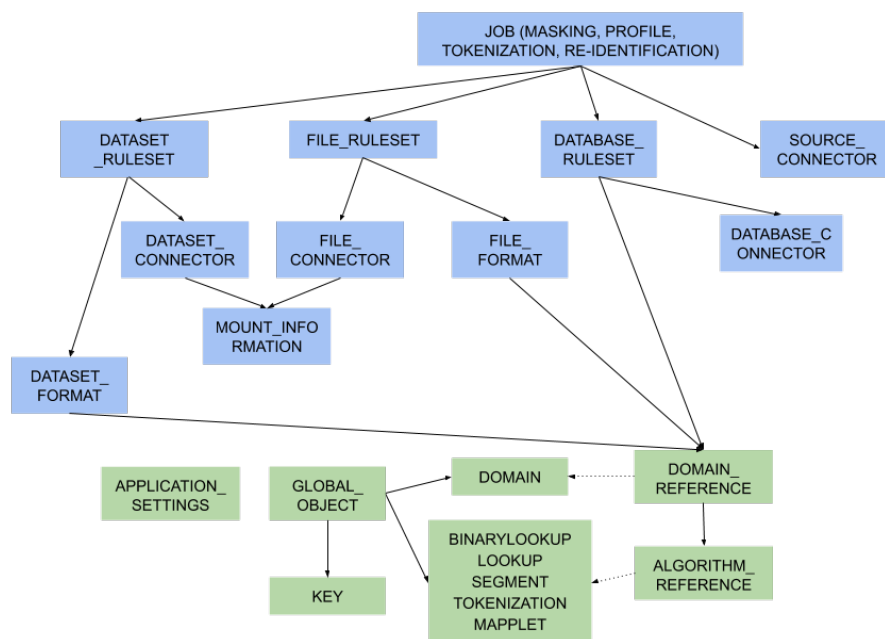 JOB (MASKING, PROFILE,
TOKENIZATION, RE-IDENTIFICATION)
DATASET
_RULESET
FILE_RULESET
DATABASE_
RULESET
SOURCE_
CONNECTOR
DATASET_
CONNECTOR
FILE_
CONNECTOR
FILE_
FORMAT
DATABASE_C
ONNECTOR
MOUNT_INFO
RMATION
DATASET_
FORMAT
APPLICATION_
SETTINGS
GLOBAL_
OBJECT
DOMAIN
DOMAIN_
REFERENCE
KEY
BINARYLOOKUP
LOOKUP
SEGMENT
TOKENIZATION
MAPPLET
ALGORITHM_
REFERENCE